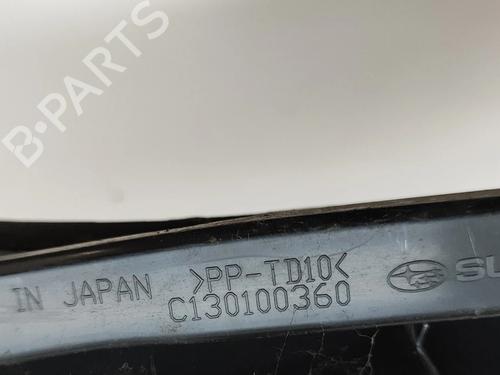 B-PARTS
IN JAPAN >PP-TD10< SU
C130100360